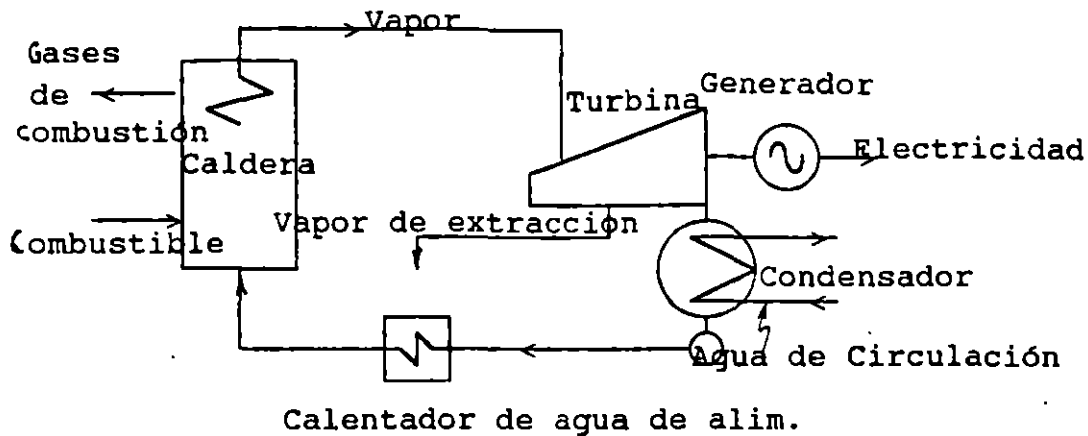 Vapor
Gases
de
combustión
Generador
Turbina
Caldera
Electricidad
Vapor de extracción
Combustible
Condensador
Agua de Circulación
Calentador de agua de alim.